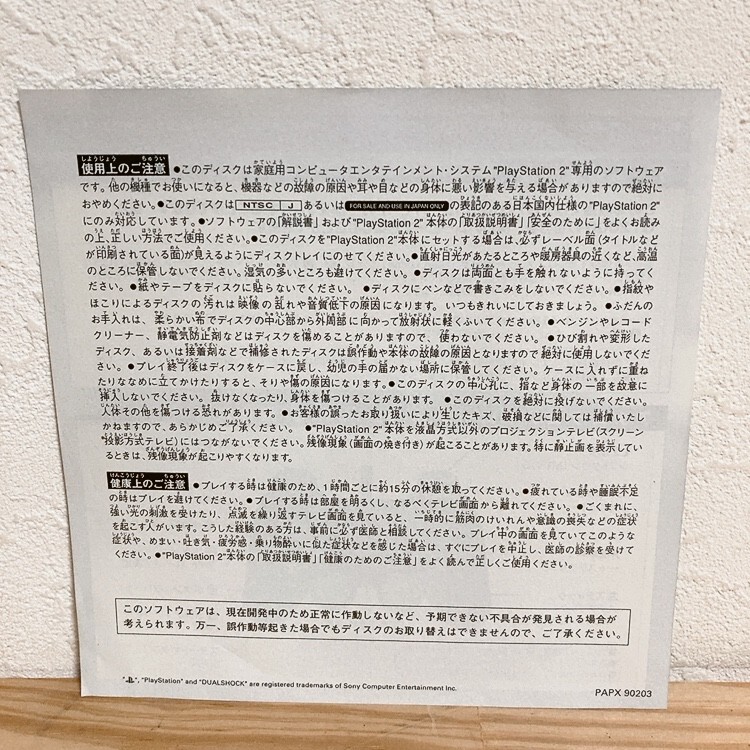 使用上のご注意 ●このディスクは家庭用コンピュータエンタテインメント・システム"PlayStation 2"専用のソフトウェア
です。他の機種でお使いになると、機器などの故障の原因や耳や目などの身体に悪い影響を与える場合がありますので絶対に
おやめください。●このディスクは NTSC J あるいは FOR SALE AND USE IN JAPAN ONLY の表記のある日本国内仕様の"PlayStation 2"
にのみ対応しています。●ソフトウェアの「解説書」および"PlayStation 2"本体の「取扱説明書」「安全のために」をよくお読み
の上、正しい方法でご使用ください。●このディスクを"PlayStation 2"本体にセットする場合は、必ずレーベル面(タイトルなど
が印刷されている面)が見えるようにディスクトレイにのせてください。●直射日光があたるところや暖房器具の近くなど、高温
のところに保管しないでください。湿気の多いところも避けてください。●ディスクは両面とも手を触れないように持ってく
ださい。●紙やテープをディスクに貼らないでください。●ディスクにペンなどで書きこみをしないでください。●指紋や
ほこりによるディスクの汚れは映像の乱れや音質低下の原因になります。いつもきれいにしておきましょう。●ふだんの
お手入れは、柔らかい布でディスクの中心部から外周部に向かって放射状に軽くふいてください。●ベンジンやレコード
クリーナー、静電気防止剤などはディスクを傷めることがありますので、使わないでください。●ひび割れや変形した
ディスク、あるいは接着剤などで補修されたディスクは誤作動や本体の故障の原因となりますので絶対に使用しないでくだ
さい。●プレイ終了後はディスクをケースに戻し、幼児の手の届かない場所に保管してください。ケースに入れずに重ね
たりななめに立てかけたりすると、そりや傷の原因になります。●このディスクの中心孔に、指など身体の一部を故意に
挿入しないでください。抜けなくなったり、身体を傷つけることがあります。●このディスクを絶対に投げないでください。
人体その他を傷つける恐れがあります。●お客様の誤ったお取り扱いにより生じたキズ、破損などに関しては補償いたし
かねますので、あらかじめご了承ください。●"PlayStation 2"本体を液晶方式以外のプロジェクションテレビ(スクリーン
投影方式テレビ)にはつながないでください。残像現象(画面の焼き付き)が起こることがあります。特に静止画を表示してい
るときは、残像現象が起こりやすくなります。
健康上のご注意 ●プレイする時は健康のため、1時間ごとに約15分の休憩を取ってください。●疲れている時や睡眠不足
の時はプレイを避けてください。●プレイする時は部屋を明るくし、なるべくテレビ画面から離れてください。●ごくまれに、
強い光の刺激を受けたり、点滅を繰り返すテレビ画面を見ていると、一時的に筋肉のけいれんや意識の喪失などの症状
を起こす人がいます。こうした経験のある方は、事前に必ず医師と相談してください。プレイ中の画面を見ていてこのような
症状や、めまい・吐き気・疲労感・乗り物酔いに似た症状などを感じた場合は、すぐにプレイを中止し、医師の診察を受けて
ください。●"PlayStation 2"本体の「取扱説明書」「健康のためのご注意」をよく読んで正しくご使用ください。
このソフトウェアは、現在開発中のため正常に作動しないなど、予期できない不具合が発見される場合が
考えられます。万一、誤作動等起きた場合でもディスクのお取り替えはできませんので、ご了承ください。
" ", "PlayStation" and "DUALSHOCK" are registered trademarks of Sony Computer Entertainment Inc.
PAPX 90203